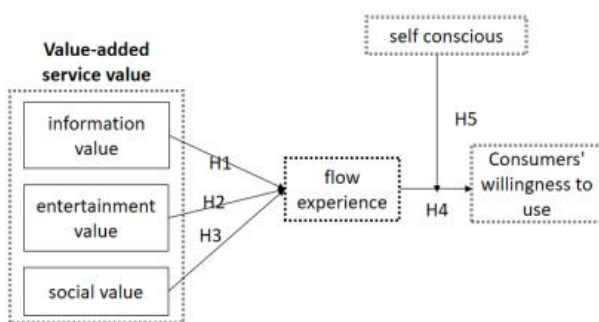 Value-added
service value
information
value
entertainment
value
social value
H1
H2
H3
flow
experience
self conscious
H5
H4
Consumers'
willingness to
use